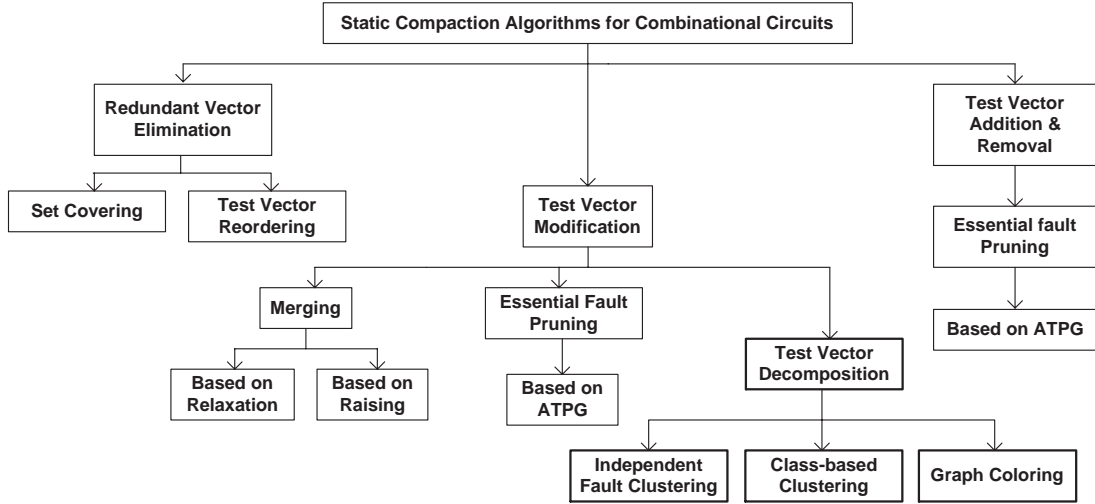 Static Compaction Algorithms for Combinational Circuits
Redundant Vector
Elimination
Test Vector
Addition &
Removal
Set Covering
Test Vector
Reordering
Test Vector
Modification
Essential fault
Pruning
Merging
Essential Fault
Pruning
Based on ATPG
Test Vector
Decomposition
Based on
Relaxation
Based on
Raising
Based on
ATPG
Independent
Fault Clustering
Class-based
Clustering
Graph Coloring